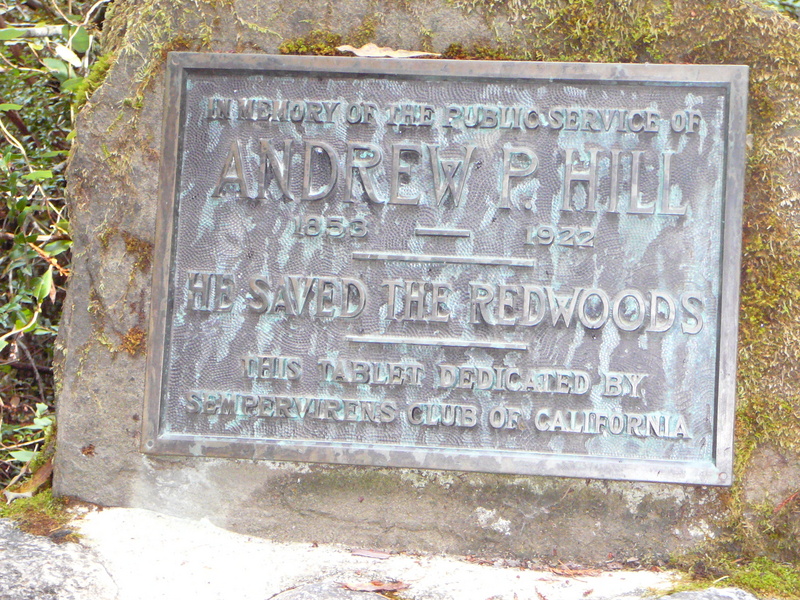 IN MEMORY OF THE PUBLIC SERVICE OF
ANDREW P. HILL
1853 — 1922
HE SAVED THE REDWOODS
THIS TABLET DEDICATED BY
SEMPERVIRENS CLUB OF CALIFORNIA